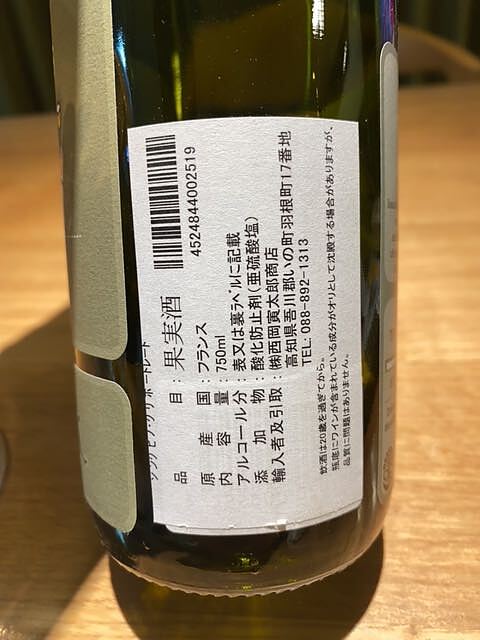 4524844002519
品目：果実酒
原産国：フランス
内容量：750ml
アルコール分：表又は裏ラベルに記載
添加物：酸化防止剤(亜硫酸塩)
輸入者及引取：㈱西岡寅太郎商店
高知県吾川郡いの町羽根町17番地
TEL: 088-892-1313
飲酒は20歳を過ぎてから。
瓶底にワインが含まれている成分がオリとして沈殿する場合がありますが、
品質に問題はありません。